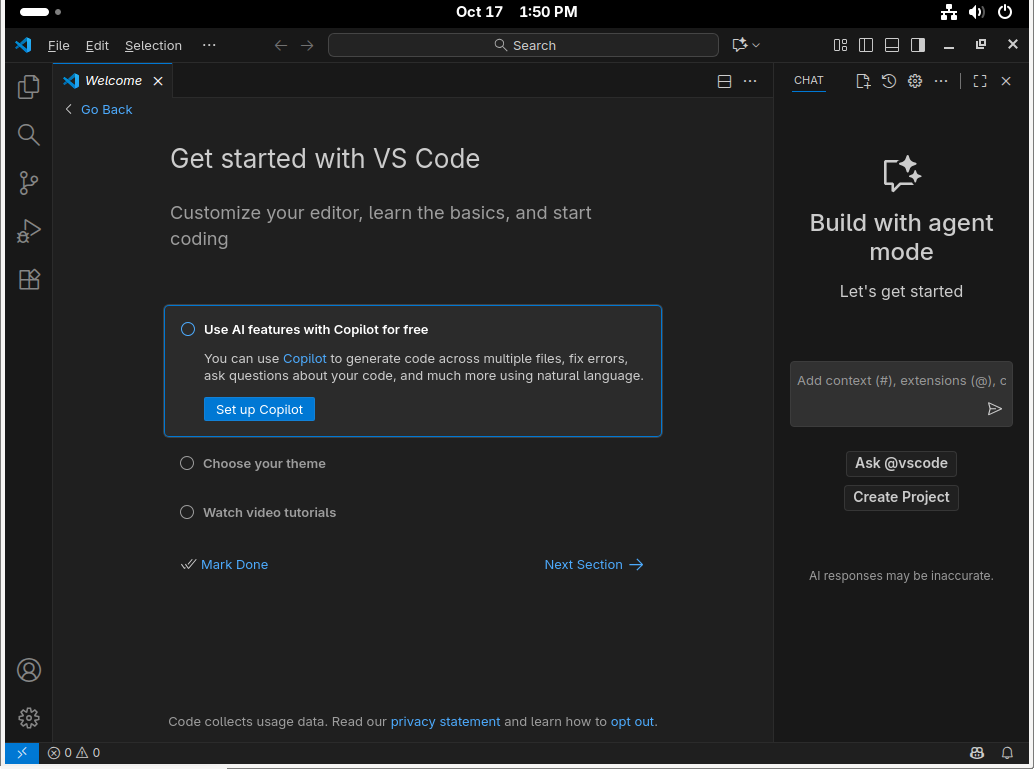 Oct 17 1:50 PM
File Edit Selection ··· Search
Welcome
CHAT
Go Back
Get started with VS Code
Customize your editor, learn the basics, and start
coding
Use AI features with Copilot for free
You can use Copilot to generate code across multiple files, fix errors,
ask questions about your code, and much more using natural language.
Set up Copilot
Choose your theme
Watch video tutorials
Mark Done Next Section
Code collects usage data. Read our privacy statement and learn how to opt out.
Build with agent
mode
Let's get started
Add context (#), extensions (@), c
Ask @vscode
Create Project
AI responses may be inaccurate.
0 0